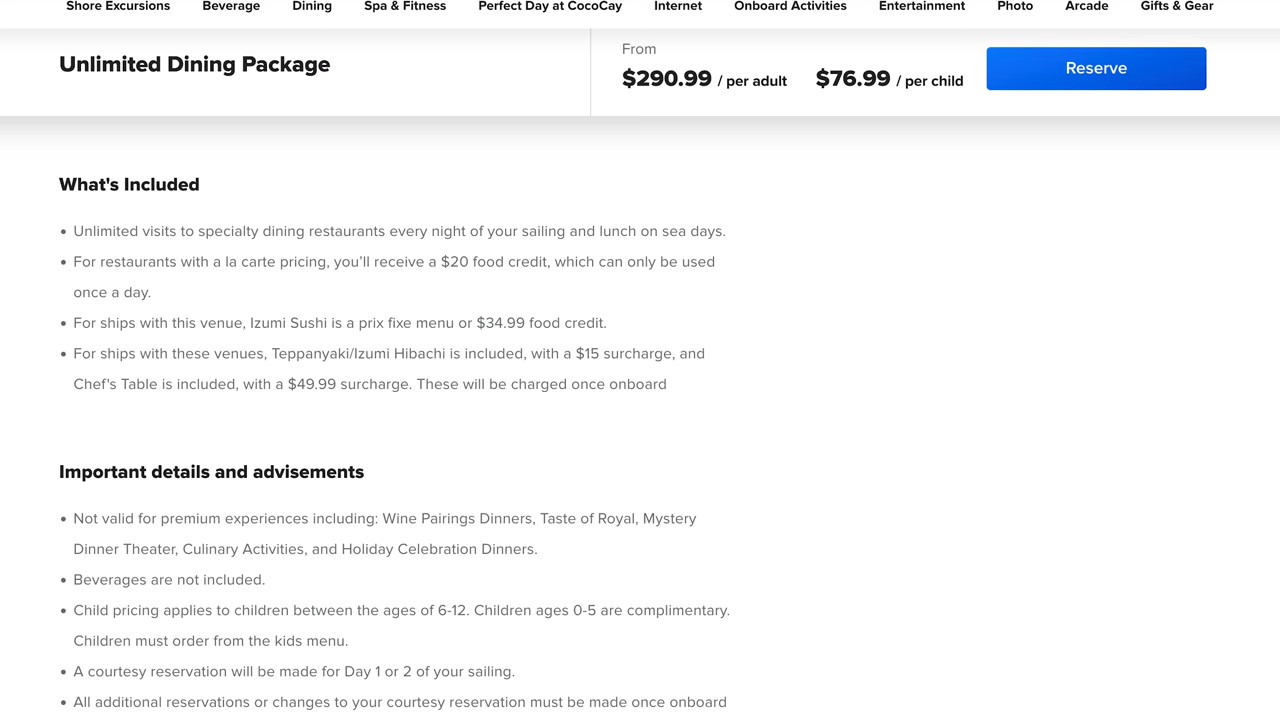 Shore Excursions Beverage Dining Spa & Fitness Perfect Day at CocoCay Internet Onboard Activities Entertainment Photo Arcade Gifts & Gear
Unlimited Dining Package
From
$290.99 / per adult $76.99 / per child
Reserve
What's Included
• Unlimited visits to specialty dining restaurants every night of your sailing and lunch on sea days.
• For restaurants with a la carte pricing, you’ll receive a $20 food credit, which can only be used
once a day.
• For ships with this venue, Izumi Sushi is a prix fixe menu or $34.99 food credit.
• For ships with these venues, Teppanyaki/Izumi Hibachi is included, with a $15 surcharge, and
Chef's Table is included, with a $49.99 surcharge. These will be charged once onboard
Important details and advisements
• Not valid for premium experiences including: Wine Pairings Dinners, Taste of Royal, Mystery
Dinner Theater, Culinary Activities, and Holiday Celebration Dinners.
• Beverages are not included.
• Child pricing applies to children between the ages of 6-12. Children ages 0-5 are complimentary.
Children must order from the kids menu.
• A courtesy reservation will be made for Day 1 or 2 of your sailing.
• All additional reservations or changes to your courtesy reservation must be made once onboard